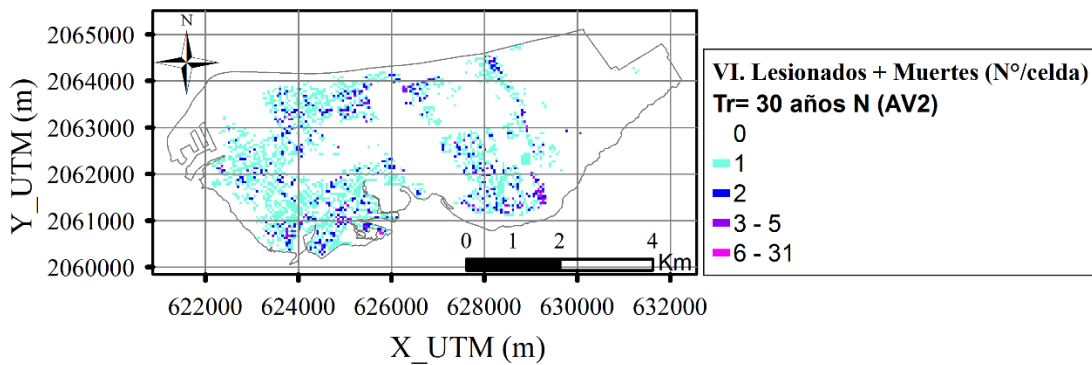 N
2065000
2064000
2063000
2062000
2061000
2060000
Y_UTM (m)
0 1 2 4
Km
622000 624000 626000 628000 630000 632000
X_UTM (m)
VI. Lesionados + Muertes (N°/celda)
Tr= 30 años N (AV2)
0
1
2
3 - 5
6 - 31